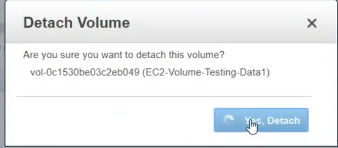 Detach Volume
Are you sure you want to detach this volume?
vol-0c1530be03c2eb049 (EC2-Volume-Testing-Data1)
Yes, Detach